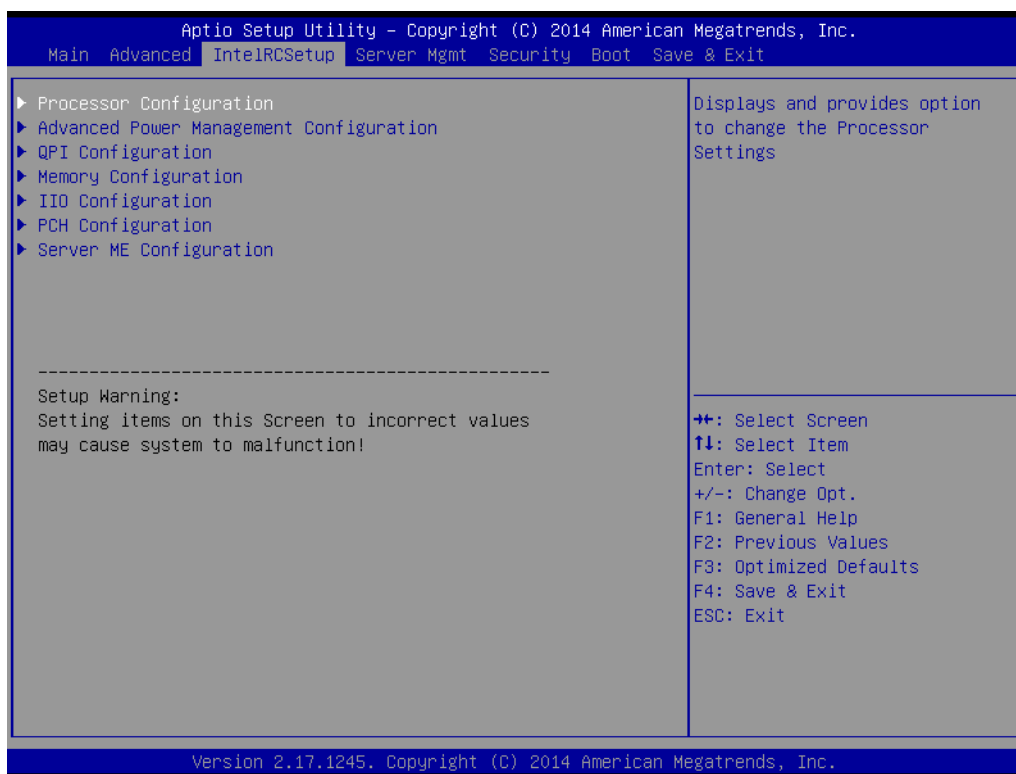 Aptio Setup Utility – Copyright (C) 2014 American Megatrends, Inc.
Main Advanced IntelRCSetup Server Mgmt Security Boot Save & Exit
Processor Configuration
Advanced Power Management Configuration
QPI Configuration
Memory Configuration
IIO Configuration
PCH Configuration
Server ME Configuration
--------------------------------------------------
Setup Warning:
Setting items on this Screen to incorrect values
may cause system to malfunction!
Displays and provides option
to change the Processor
Settings
→←: Select Screen
↑↓: Select Item
Enter: Select
+/-: Change Opt.
F1: General Help
F2: Previous Values
F3: Optimized Defaults
F4: Save & Exit
ESC: Exit
Version 2.17.1245. Copyright (C) 2014 American Megatrends, Inc.